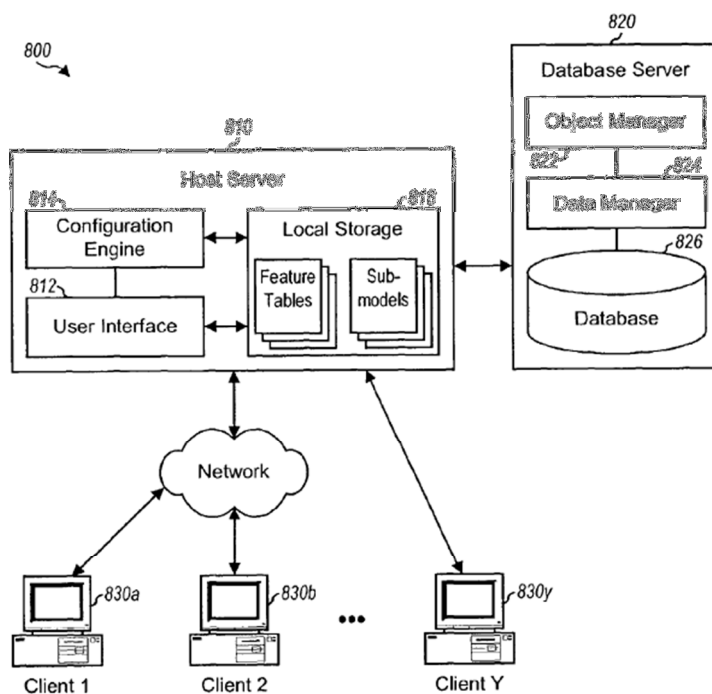 800
820
Database Server
Object Manager
822
824
Data Manager
826
Database
810
Host Server
814
816
Configuration
Engine
Local Storage
812
User Interface
Feature
Tables
Sub-
models
Network
830a
830b
830y
Client 1
Client 2
Client Y